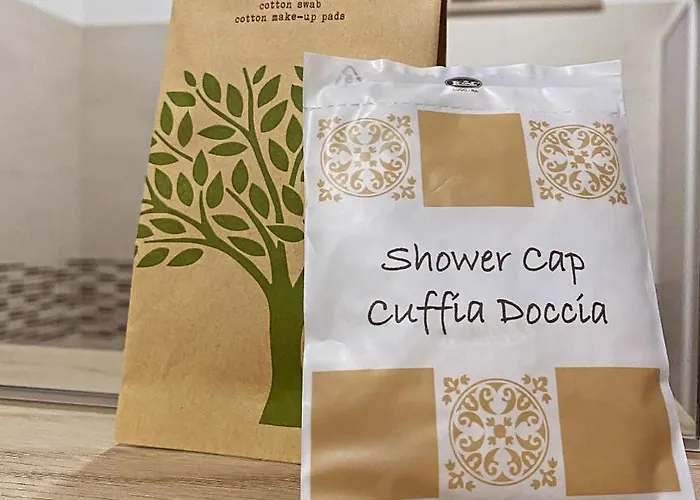 cotton swab
cotton make-up pads
Shower Cap
Cuffia Doccia